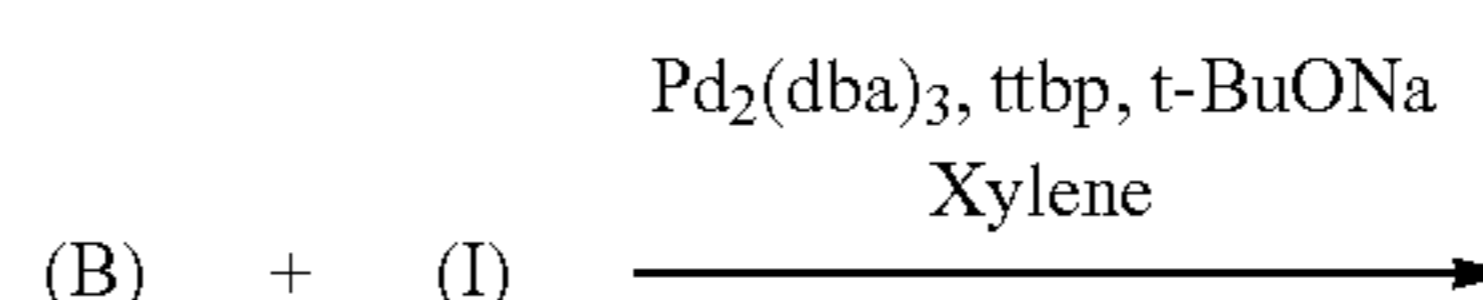 Pd₂(dba)₃, ttbp, t-BuONa
Xylene
(B) + (I)